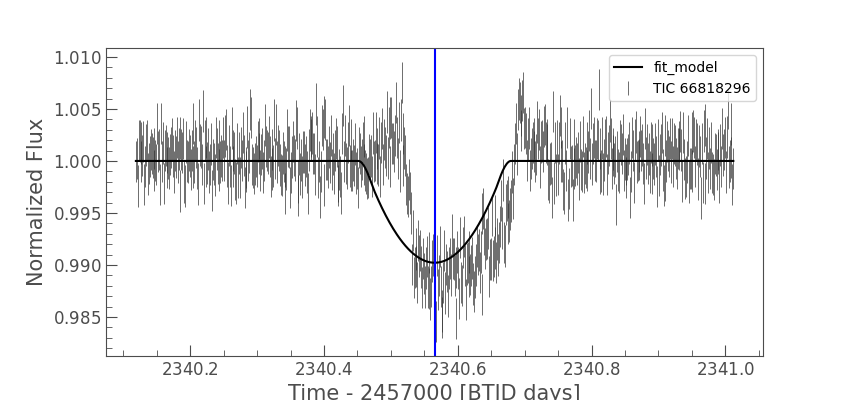 1.010
1.005
1.000
0.995
0.990
0.985
Normalized Flux
fit_model
TIC 66818296
2340.2
2340.4
2340.6
2340.8
2341.0
Time - 2457000 [BTJD days]